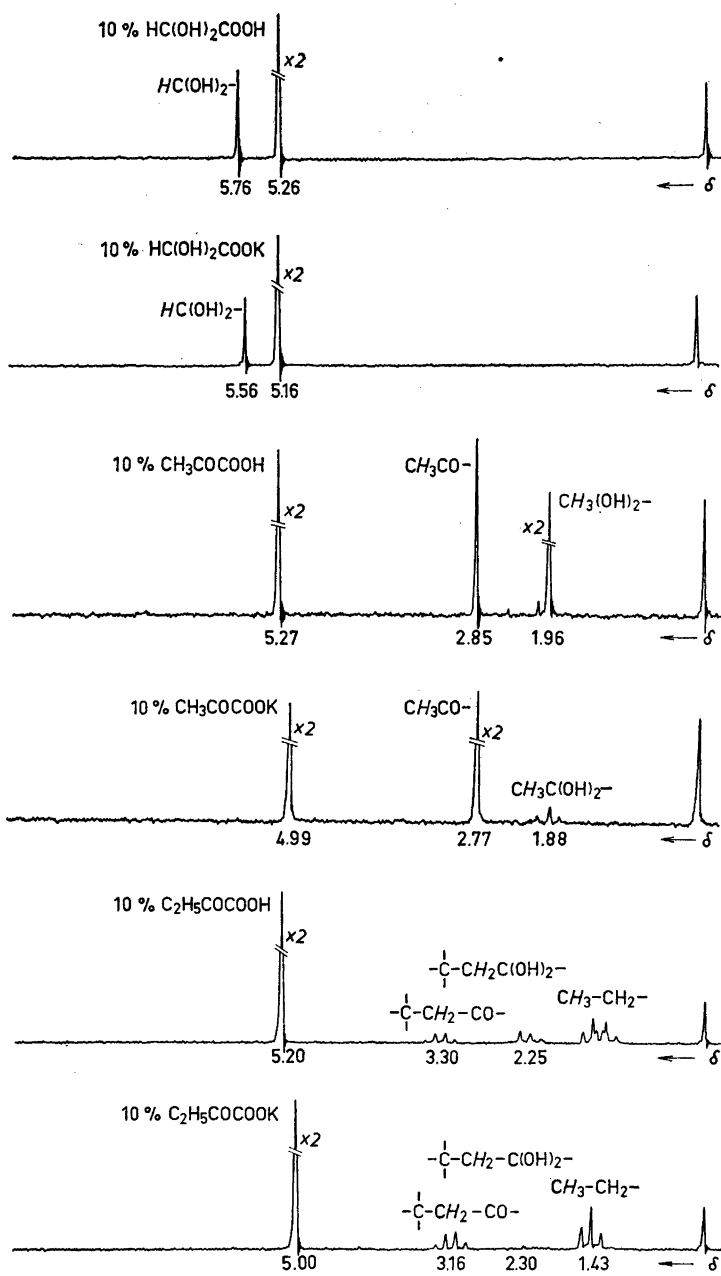 10 % HC(OH)₂COOH
x2
HC(OH)₂–
5.76 5.26 ← δ
10 % HC(OH)₂COOK
x2
HC(OH)₂–
5.56 5.16 ← δ
10 % CH₃COCOOH
CH₃CO–
x2
x2
CH₃(OH)₂–
5.27 2.85 1.96 ← δ
10 % CH₃COCOOK
CH₃CO–
x2
x2
CH₃C(OH)₂–
4.99 2.77 1.88 ← δ
10 % C₂H₅COCOOH
x2
–C–CH₂C(OH)₂–
CH₃–CH₂–
–C–CH₂–CO–
5.20 3.30 2.25 ← δ
10 % C₂H₅COCOOK
x2
–C–CH₂–C(OH)₂–
CH₃–CH₂–
–C–CH₂–CO–
5.00 3.16 2.30 1.43 ← δ